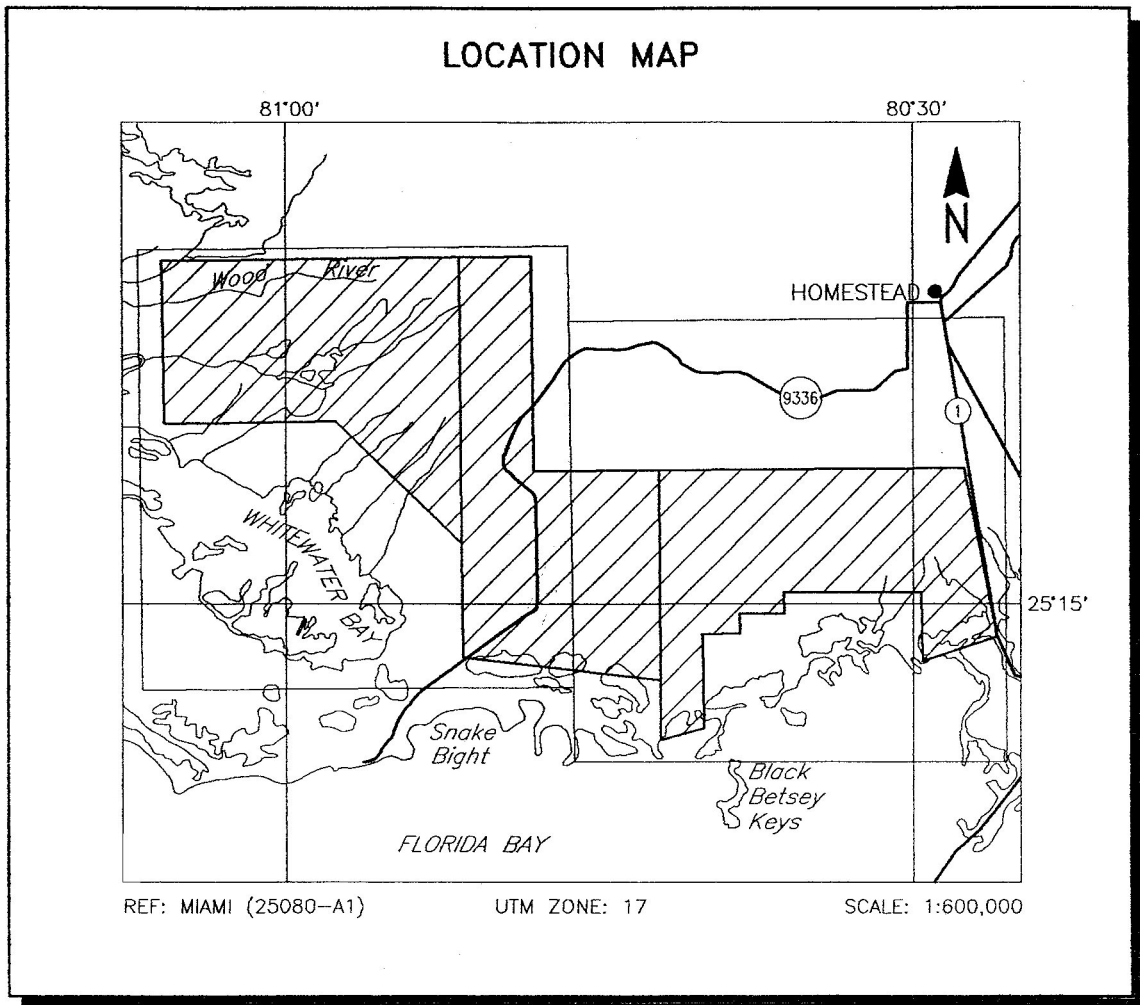 LOCATION MAP
81°00'
80°30'
N
Wood River
HOMESTEAD
9336
1
WHITEWATER BAY
25°15'
Snake
Bight
Black
Betsey
Keys
FLORIDA BAY
REF: MIAMI (25080-A1)
UTM ZONE: 17
SCALE: 1:600,000